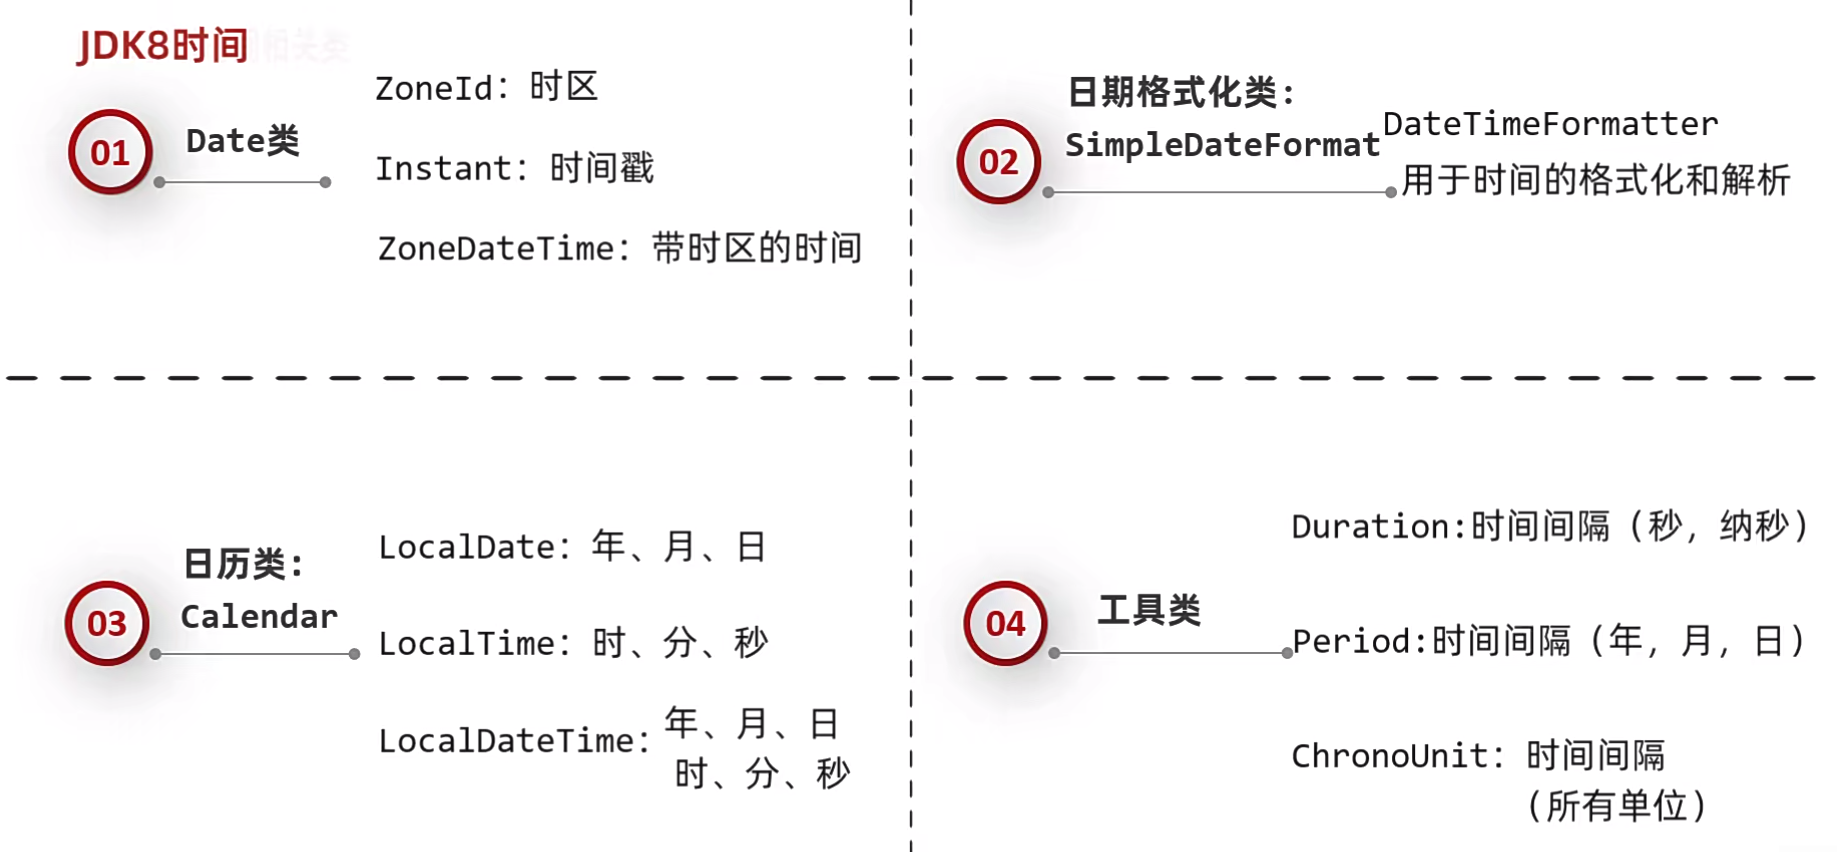 JDK8时间
01
Date类
ZoneId：时区
Instant：时间戳
ZoneDateTime：带时区的时间
02
日期格式化类：
SimpleDateFormat
DateTimeFormatter
用于时间的格式化和解析
03
日历类：
Calendar
LocalDate：年、月、日
LocalTime：时、分、秒
LocalDateTime：年、月、日
时、分、秒
04
工具类
Duration:时间间隔（秒，纳秒）
Period:时间间隔（年，月，日）
ChronoUnit：时间间隔
（所有单位）